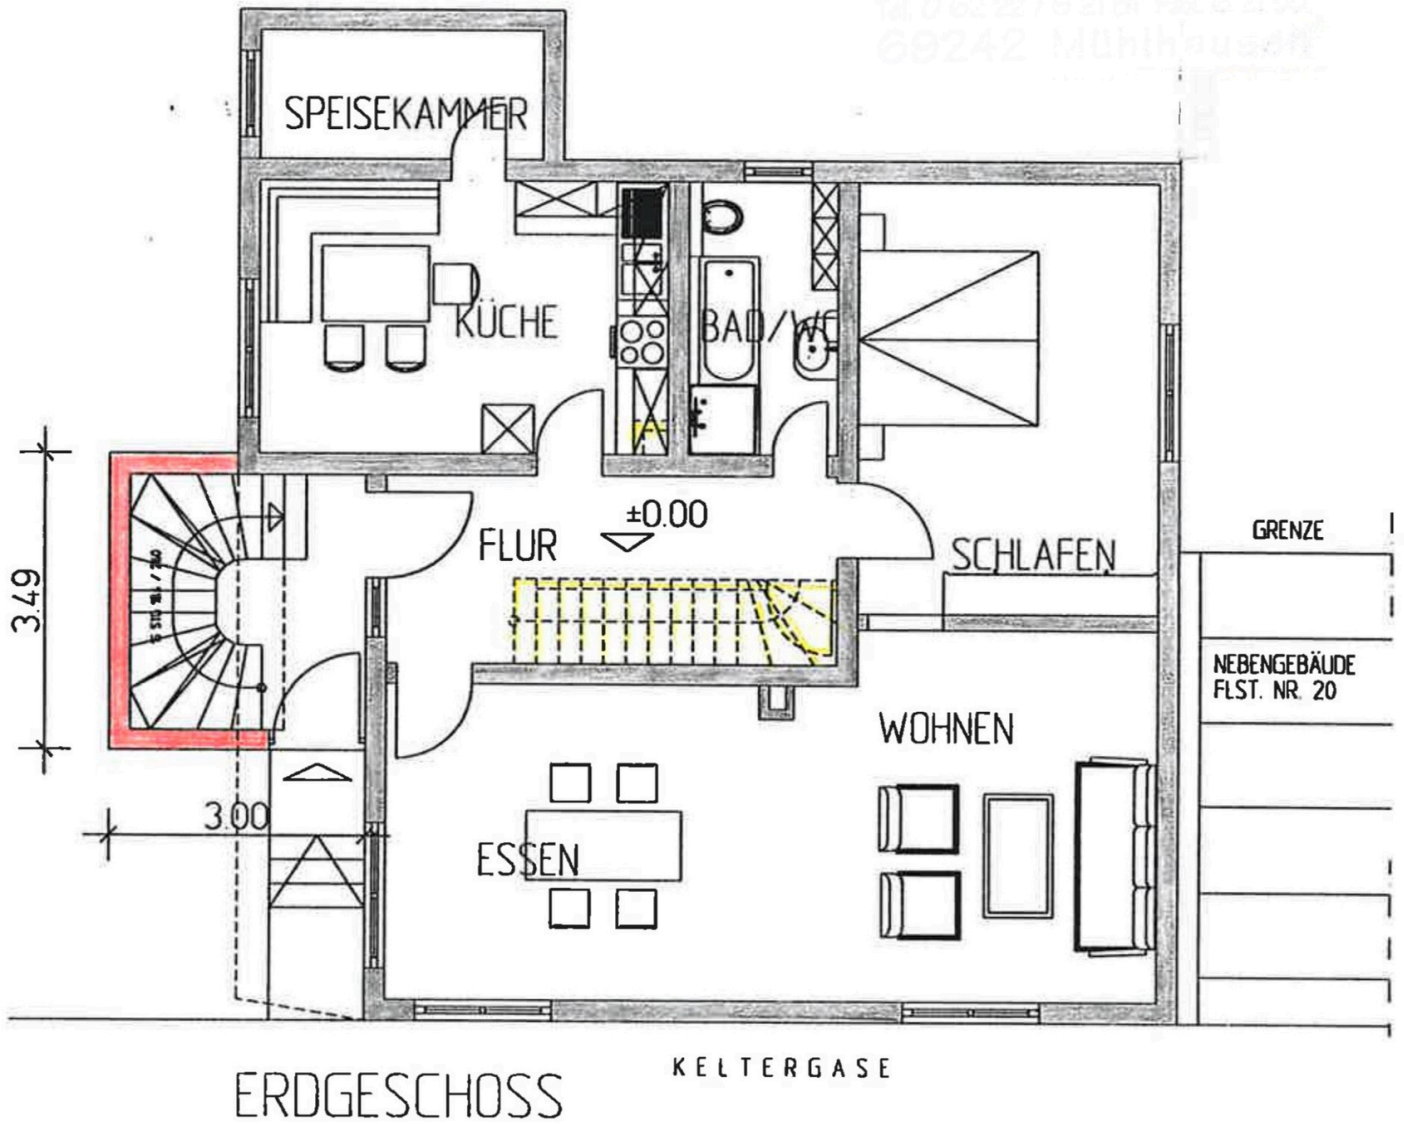 69242 Mühlhausen
SPEISEKAMMER
KÜCHE
BAD/WC
FLUR
±0.00
SCHLAFEN
GRENZE
3.49
NEBENGEBÄUDE
FLST. NR. 20
WOHNEN
3.00
ESSEN
KELTERGASE
ERDGESCHOSS